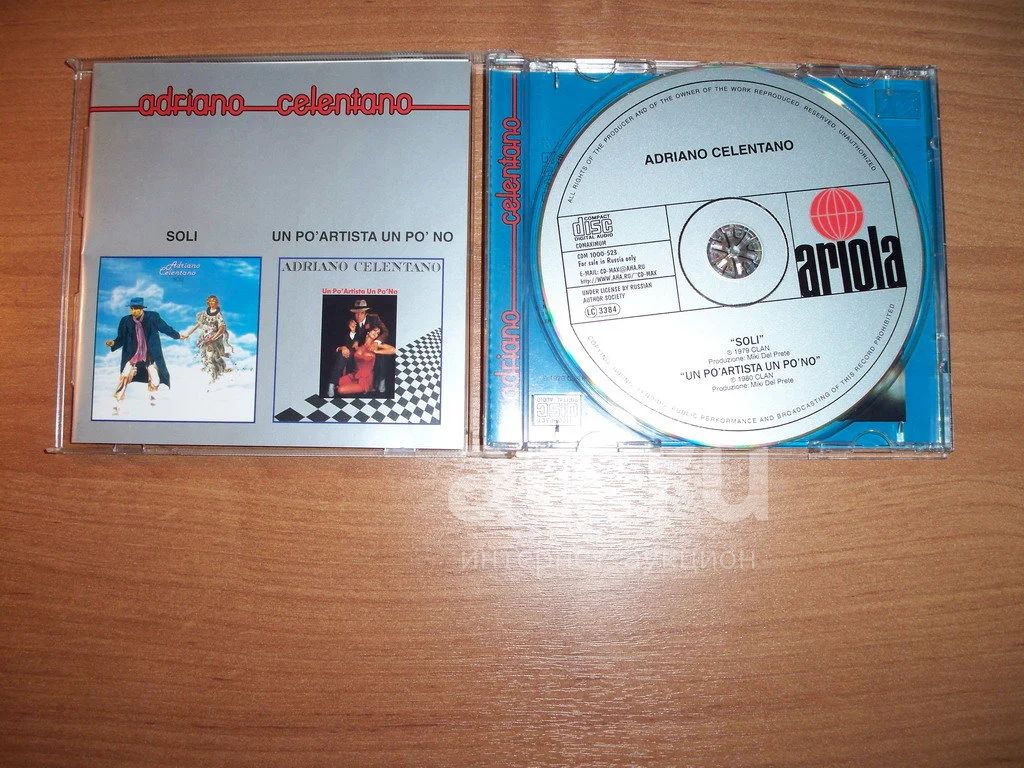 adriano celentano
SOLI
UN PO'ARTISTA UN PO' NO
Adriano
Celentano
ADRIANO CELENTANO
Un Po'Artista Un Po'No
adriano celentano
ALL RIGHTS OF THE PRODUCER AND OF THE OWNER OF THE WORK REPRODUCED, RESERVED. UNAUTHORIZED
ADRIANO CELENTANO
COMPACT
disc
DIGITAL AUDIO
CDMAXIMUM
CDM 1000-523
For sale in Russia only
E-MAIL: CD-MAX@AHA.RU
http://WWW.AHA.RU/~CD-MAX
UNDER LICENSE BY RUSSIAN
AUTHOR SOCIETY
LC 3384
ariola
"SOLI"
℗ 1979 CLAN
Produzione: Miki Del Prete
"UN PO'ARTISTA UN PO'NO"
℗ 1980 CLAN
Produzione: Miki Del Prete
PUBLIC PERFORMANCE AND BROADCASTING OF THIS RECORD PROHIBITED
disc
DIGITAL AUDIO